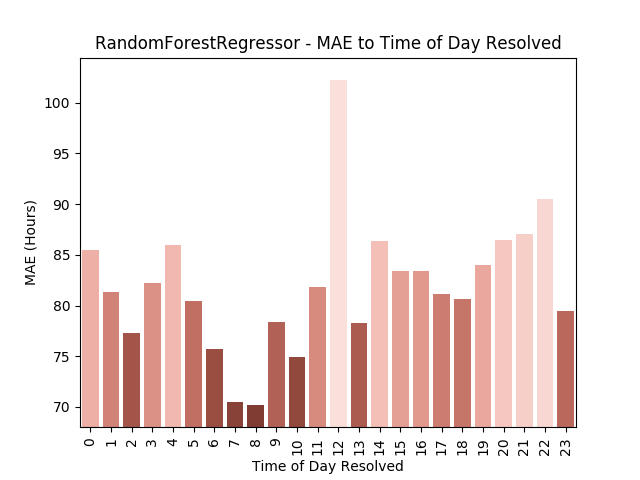 RandomForestRegressor - MAE to Time of Day Resolved
MAE (Hours)
100
95
90
85
80
75
70
0 1 2 3 4 5 6 7 8 9 10 11 12 13 14 15 16 17 18 19 20 21 22 23
Time of Day Resolved